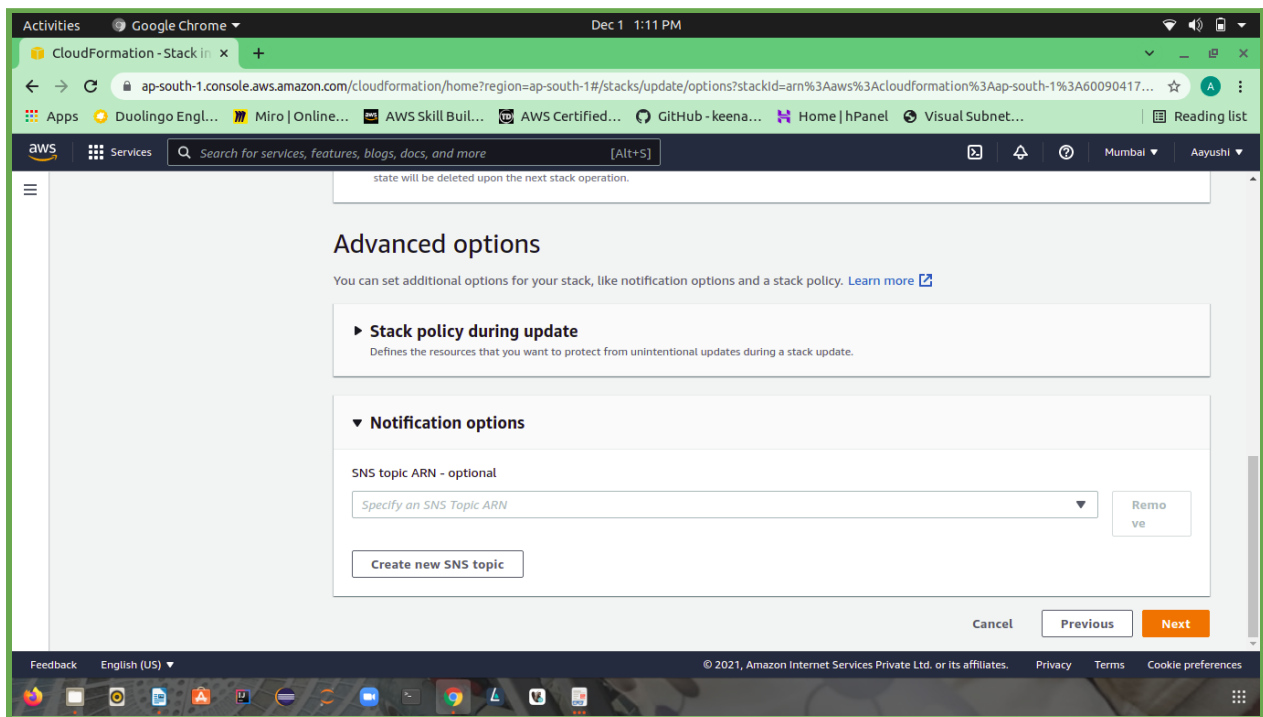 Activities Google Chrome Dec 1 1:11 PM
CloudFormation - Stack in
ap-south-1.console.aws.amazon.com/cloudformation/home?region=ap-south-1#/stacks/update/options?stackId=arn%3Aaws%3Acloudformation%3Aap-south-1%3A60090417... A
Apps Duolingo Engl... Miro | Online... AWS Skill Buil... AWS Certified... GitHub - keena... Home | hPanel Visual Subnet... Reading list
aws Services Search for services, features, blogs, docs, and more [Alt+S] Mumbai Aayushi
state will be deleted upon the next stack operation.
Advanced options
You can set additional options for your stack, like notification options and a stack policy. Learn more
Stack policy during update
Defines the resources that you want to protect from unintentional updates during a stack update.
Notification options
SNS topic ARN - optional
Specify an SNS Topic ARN Remo
ve
Create new SNS topic
Cancel Previous Next
Feedback English (US) © 2021, Amazon Internet Services Private Ltd. or its affiliates. Privacy Terms Cookie preferences